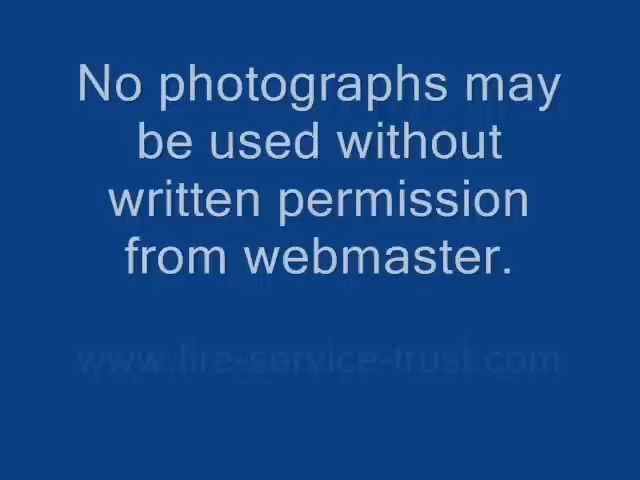 No photographs may
be used without
written permission
from webmaster.
www.fire-service-trust.com